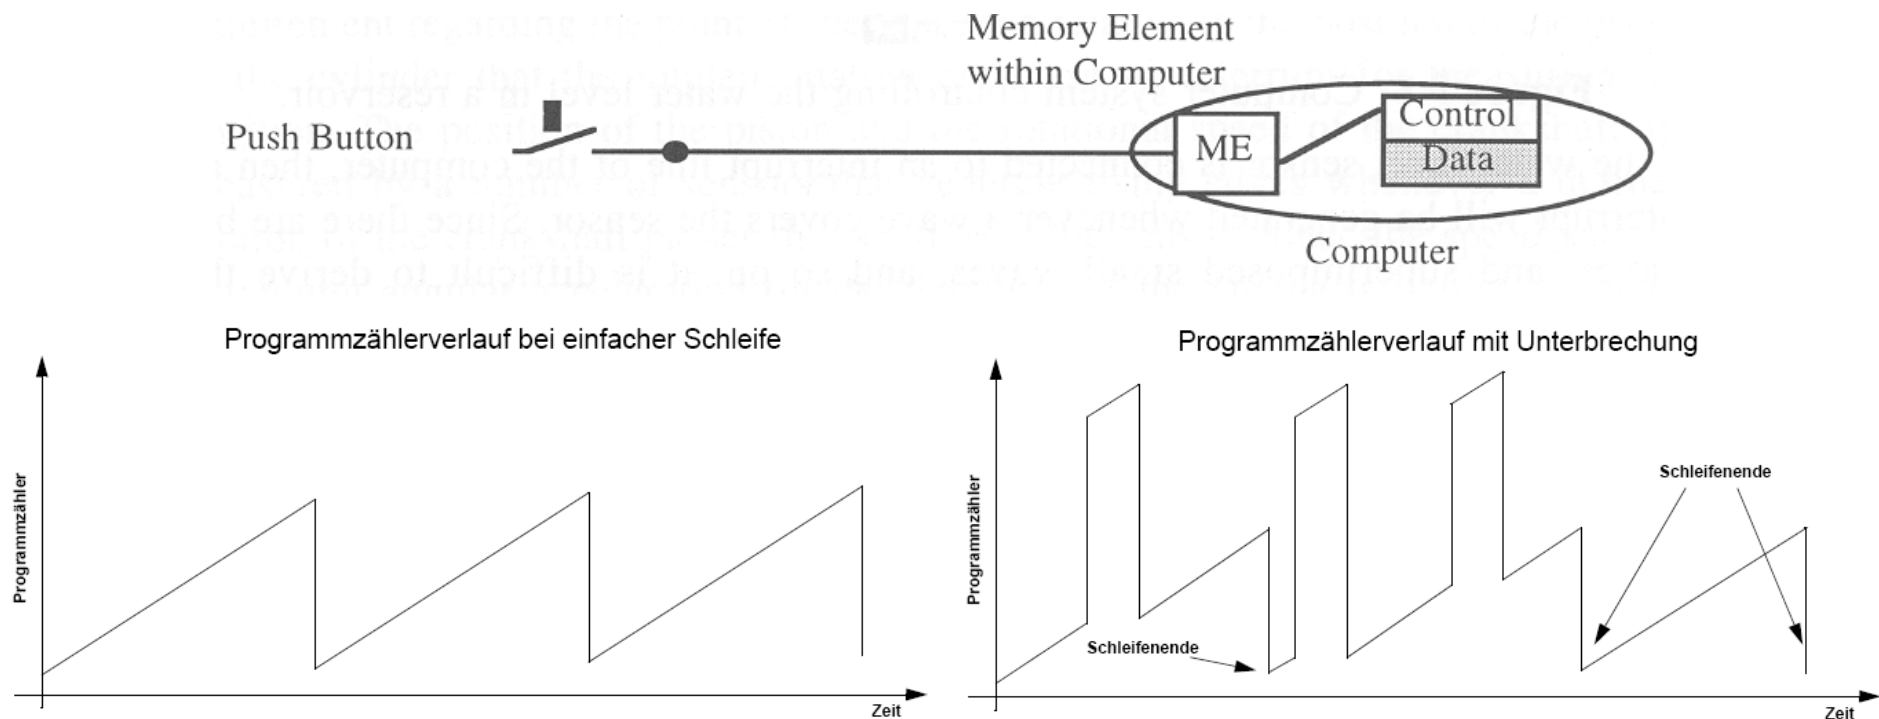 Memory Element
within Computer
Push Button
ME
Control
Data
Computer
Programmzählerverlauf bei einfacher Schleife
Programmzähler
Zeit
Programmzählerverlauf mit Unterbrechung
Programmzähler
Schleifenende
Schleifenende
Zeit